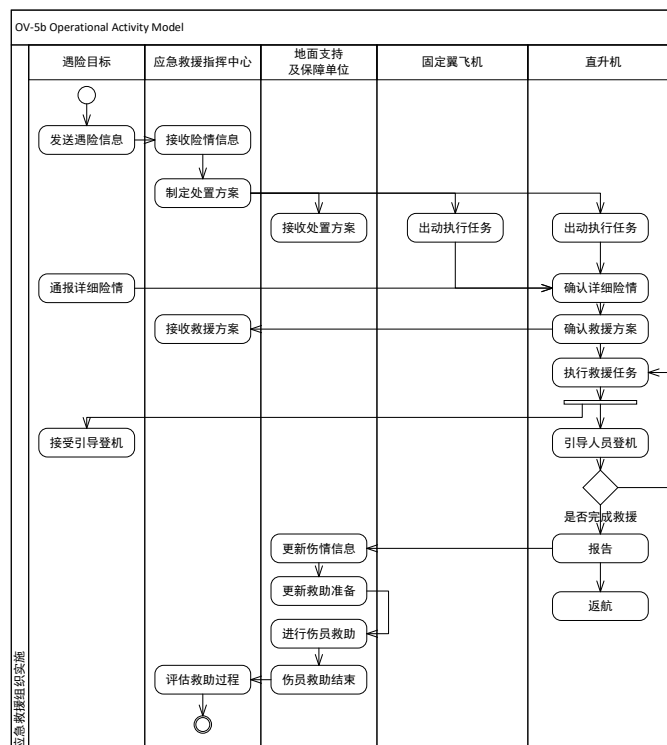 OV-5b Operational Activity Model
遇险目标
应急救援指挥中心
地面支持
及保障单位
固定翼飞机
直升机
发送遇险信息
接收险情信息
制定处置方案
接收处置方案
出动执行任务
出动执行任务
通报详细险情
确认详细险情
接收救援方案
确认救援方案
执行救援任务
接受引导登机
引导人员登机
是否完成救援
更新伤情信息
报告
更新救助准备
返航
进行伤员救助
评估救助过程
伤员救助结束
应急救援组织实施